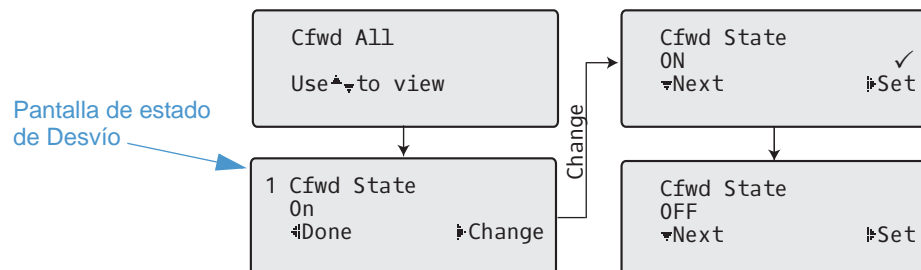 Cfwd All
Use▲▼to view
Pantalla de estado
de Desvío
1 Cfwd State
On
◀Done ▶Change
Change
Cfwd State
ON ✓
▼Next ▶Set
Cfwd State
OFF
▼Next ▶Set